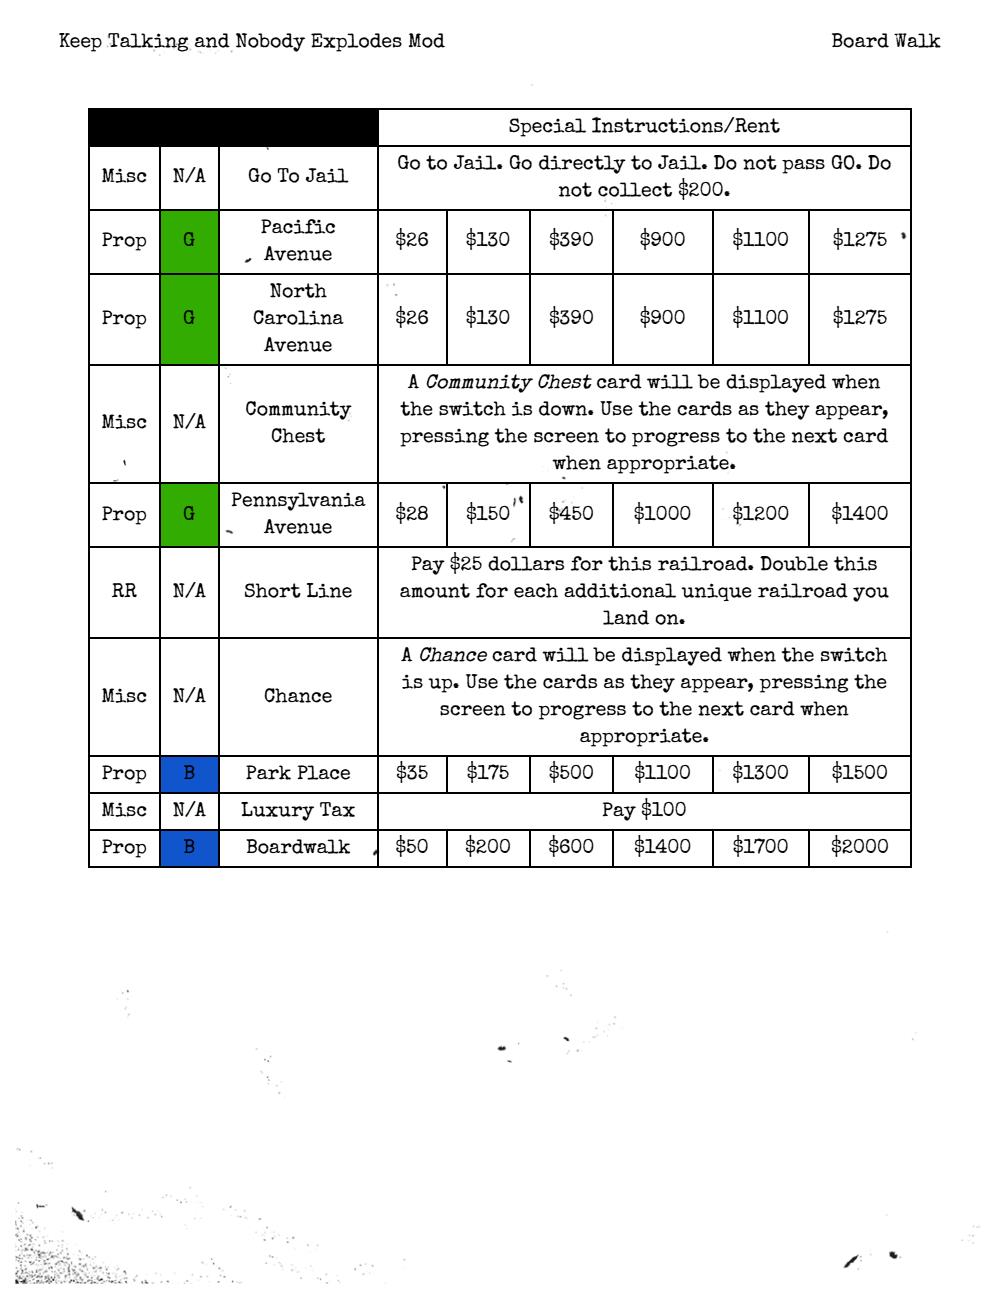 Keep Talking and Nobody Explodes Mod Board Walk
Special Instructions/Rent
Misc N/A Go To Jail Go to Jail. Go directly to Jail. Do not pass GO. Do
not collect $200.
Prop G Pacific
Avenue $26 $130 $390 $900 $1100 $1275
Prop G North
Carolina
Avenue $26 $130 $390 $900 $1100 $1275
Misc N/A Community
Chest A Community Chest card will be displayed when
the switch is down. Use the cards as they appear,
pressing the screen to progress to the next card
when appropriate.
Prop G Pennsylvania
Avenue $28 $150 $450 $1000 $1200 $1400
RR N/A Short Line Pay $25 dollars for this railroad. Double this
amount for each additional unique railroad you
land on.
Misc N/A Chance A Chance card will be displayed when the switch
is up. Use the cards as they appear, pressing the
screen to progress to the next card when
appropriate.
Prop B Park Place $35 $175 $500 $1100 $1300 $1500
Misc N/A Luxury Tax Pay $100
Prop B Boardwalk $50 $200 $600 $1400 $1700 $2000